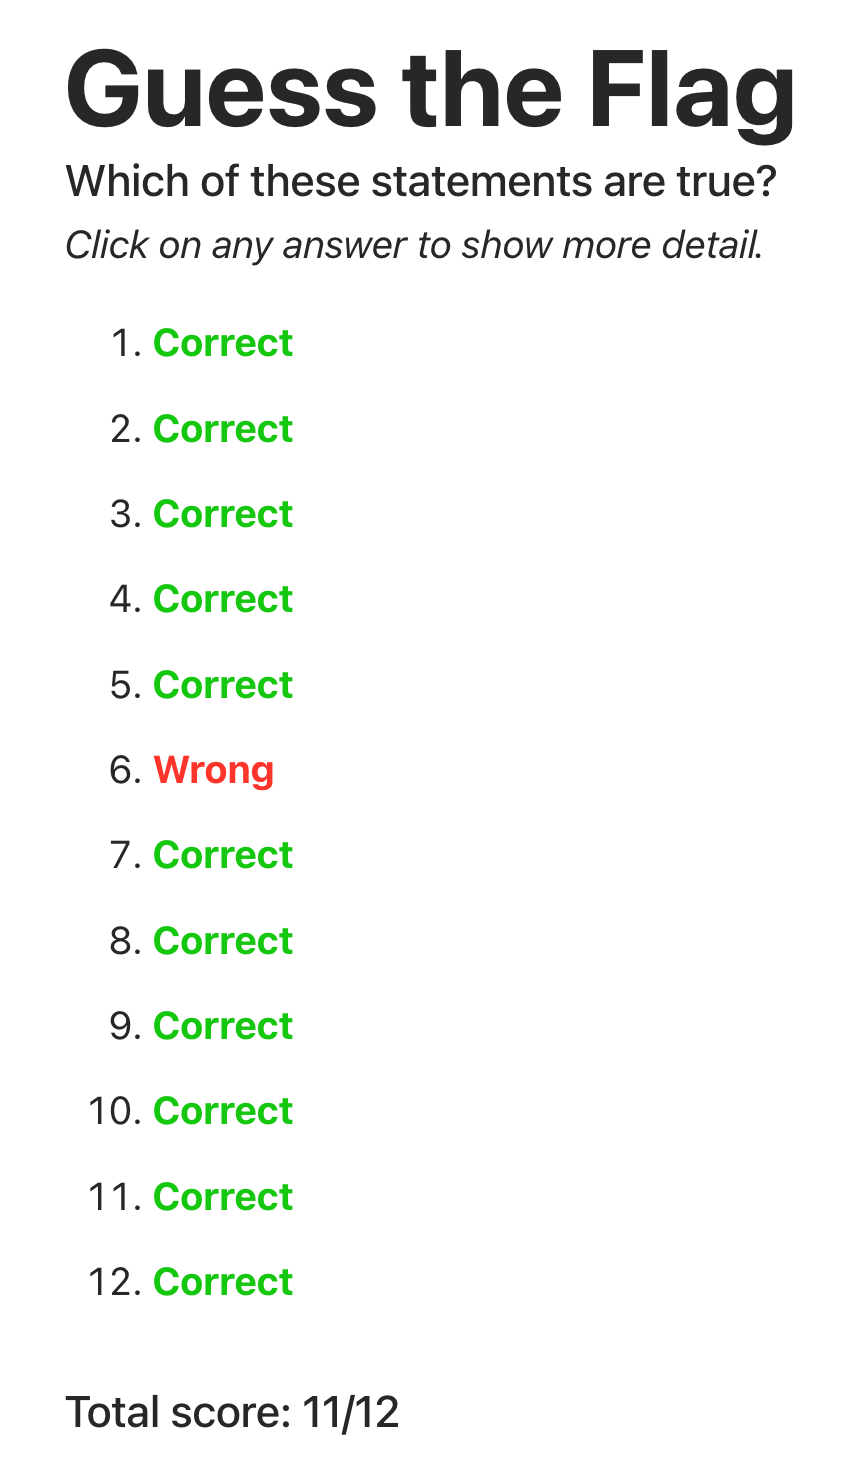 Guess the Flag
Which of these statements are true?
Click on any answer to show more detail.
1. Correct
2. Correct
3. Correct
4. Correct
5. Correct
6. Wrong
7. Correct
8. Correct
9. Correct
10. Correct
11. Correct
12. Correct
Total score: 11/12